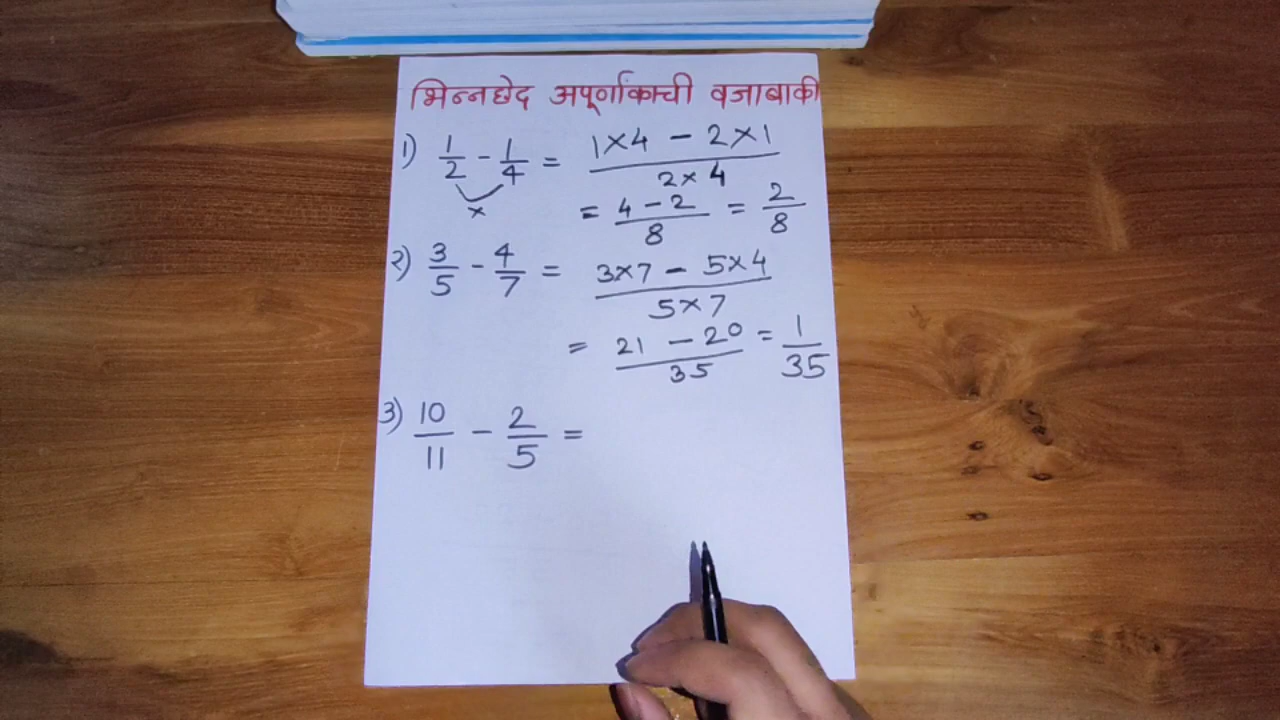 भिन्नछेद अपूर्णांकाची वजाबाकी
१) 1/2 - 1/4 = (1×4 - 2×1)/(2×4)
×
= (4-2)/8 = 2/8
२) 3/5 - 4/7 = (3×7 - 5×4)/(5×7)
= (21 - 20)/35 = 1/35
3) 10/11 - 2/5 =